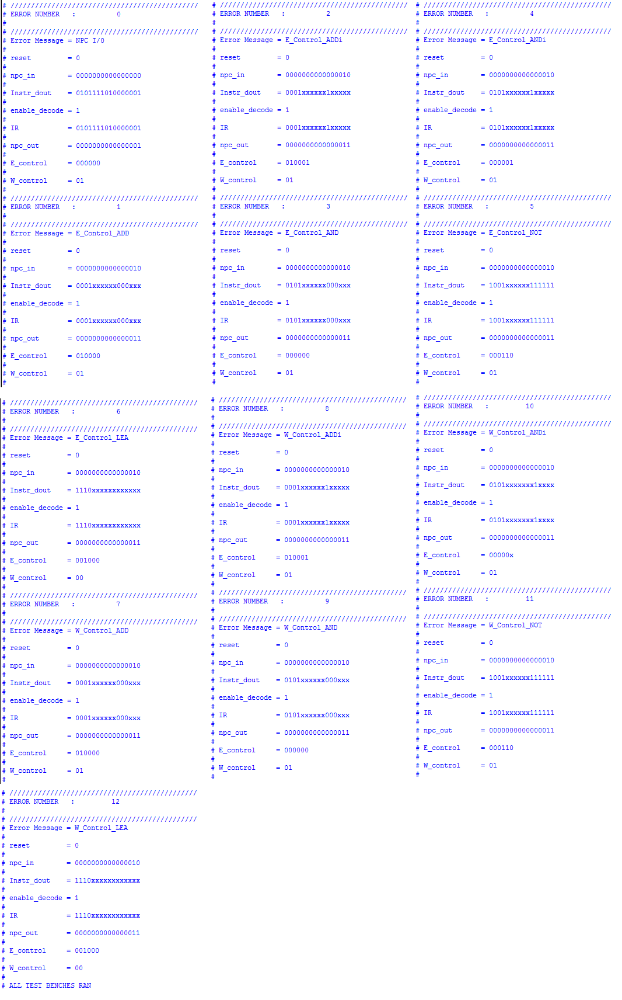 # //////////////////////////////////////////////
# ERROR NUMBER   :          0
#
# //////////////////////////////////////////////
# Error Message = NPC I/0
#
# reset         = 0
#
# npc_in        = 0000000000000000
#
# Instr_dout    = 0101111010000001
#
# enable_decode = 1
#
# IR            = 0101111010000001
#
# npc_out       = 0000000000000001
#
# E_control     = 000000
#
# W_control     = 01
#
# //////////////////////////////////////////////
# ERROR NUMBER   :          1
#
# //////////////////////////////////////////////
# Error Message = E_Control_ADD
#
# reset         = 0
#
# npc_in        = 0000000000000010
#
# Instr_dout    = 0001xxxxxx000xxx
#
# enable_decode = 1
#
# IR            = 0001xxxxxx000xxx
#
# npc_out       = 0000000000000011
#
# E_control     = 010000
#
# W_control     = 01
#
# //////////////////////////////////////////////
# ERROR NUMBER   :          2
#
# //////////////////////////////////////////////
# Error Message = E_Control_ADDi
#
# reset         = 0
#
# npc_in        = 0000000000000010
#
# Instr_dout    = 0001xxxxxx1xxxxx
#
# enable_decode = 1
#
# IR            = 0001xxxxxx1xxxxx
#
# npc_out       = 0000000000000011
#
# E_control     = 010001
#
# W_control     = 01
#
# //////////////////////////////////////////////
# ERROR NUMBER   :          3
#
# //////////////////////////////////////////////
# Error Message = E_Control_AND
#
# reset         = 0
#
# npc_in        = 0000000000000010
#
# Instr_dout    = 0101xxxxxx000xxx
#
# enable_decode = 1
#
# IR            = 0101xxxxxx000xxx
#
# npc_out       = 0000000000000011
#
# E_control     = 000000
#
# W_control     = 01
#
# //////////////////////////////////////////////
# ERROR NUMBER   :          4
#
# //////////////////////////////////////////////
# Error Message = E_Control_ANDi
#
# reset         = 0
#
# npc_in        = 0000000000000010
#
# Instr_dout    = 0101xxxxxx1xxxxx
#
# enable_decode = 1
#
# IR            = 0101xxxxxx1xxxxx
#
# npc_out       = 0000000000000011
#
# E_control     = 000001
#
# W_control     = 01
#
# //////////////////////////////////////////////
# ERROR NUMBER   :          5
#
# //////////////////////////////////////////////
# Error Message = E_Control_NOT
#
# reset         = 0
#
# npc_in        = 0000000000000010
#
# Instr_dout    = 1001xxxxxx111111
#
# enable_decode = 1
#
# IR            = 1001xxxxxx111111
#
# npc_out       = 0000000000000011
#
# E_control     = 000110
#
# W_control     = 01
#
# //////////////////////////////////////////////
# ERROR NUMBER   :          6
#
# //////////////////////////////////////////////
# Error Message = E_Control_LEA
#
# reset         = 0
#
# npc_in        = 0000000000000010
#
# Instr_dout    = 1110xxxxxxxxxxxx
#
# enable_decode = 1
#
# IR            = 1110xxxxxxxxxxxx
#
# npc_out       = 0000000000000011
#
# E_control     = 001000
#
# W_control     = 00
#
# //////////////////////////////////////////////
# ERROR NUMBER   :          7
#
# //////////////////////////////////////////////
# Error Message = W_Control_ADD
#
# reset         = 0
#
# npc_in        = 0000000000000010
#
# Instr_dout    = 0001xxxxxx000xxx
#
# enable_decode = 1
#
# IR            = 0001xxxxxx000xxx
#
# npc_out       = 0000000000000011
#
# E_control     = 010000
#
# W_control     = 01
#
# //////////////////////////////////////////////
# ERROR NUMBER   :          8
#
# //////////////////////////////////////////////
# Error Message = W_Control_ADDi
#
# reset         = 0
#
# npc_in        = 0000000000000010
#
# Instr_dout    = 0001xxxxxx1xxxxx
#
# enable_decode = 1
#
# IR            = 0001xxxxxx1xxxxx
#
# npc_out       = 0000000000000011
#
# E_control     = 010001
#
# W_control     = 01
#
# //////////////////////////////////////////////
# ERROR NUMBER   :          9
#
# //////////////////////////////////////////////
# Error Message = W_Control_AND
#
# reset         = 0
#
# npc_in        = 0000000000000010
#
# Instr_dout    = 0101xxxxxx000xxx
#
# enable_decode = 1
#
# IR            = 0101xxxxxx000xxx
#
# npc_out       = 0000000000000011
#
# E_control     = 000000
#
# W_control     = 01
#
# //////////////////////////////////////////////
# ERROR NUMBER   :         10
#
# //////////////////////////////////////////////
# Error Message = W_Control_ANDi
#
# reset         = 0
#
# npc_in        = 0000000000000010
#
# Instr_dout    = 0101xxxxxxx1xxxx
#
# enable_decode = 1
#
# IR            = 0101xxxxxxx1xxxx
#
# npc_out       = 0000000000000011
#
# E_control     = 00000x
#
# W_control     = 01
#
# //////////////////////////////////////////////
# ERROR NUMBER   :         11
#
# //////////////////////////////////////////////
# Error Message = W_Control_NOT
#
# reset         = 0
#
# npc_in        = 0000000000000010
#
# Instr_dout    = 1001xxxxxx111111
#
# enable_decode = 1
#
# IR            = 1001xxxxxx111111
#
# npc_out       = 0000000000000011
#
# E_control     = 000110
#
# W_control     = 01
#
# //////////////////////////////////////////////
# ERROR NUMBER   :         12
#
# //////////////////////////////////////////////
# Error Message = W_Control_LEA
#
# reset         = 0
#
# npc_in        = 0000000000000010
#
# Instr_dout    = 1110xxxxxxxxxxxx
#
# enable_decode = 1
#
# IR            = 1110xxxxxxxxxxxx
#
# npc_out       = 0000000000000011
#
# E_control     = 001000
#
# W_control     = 00
#
# ALL TEST BENCHES RAN